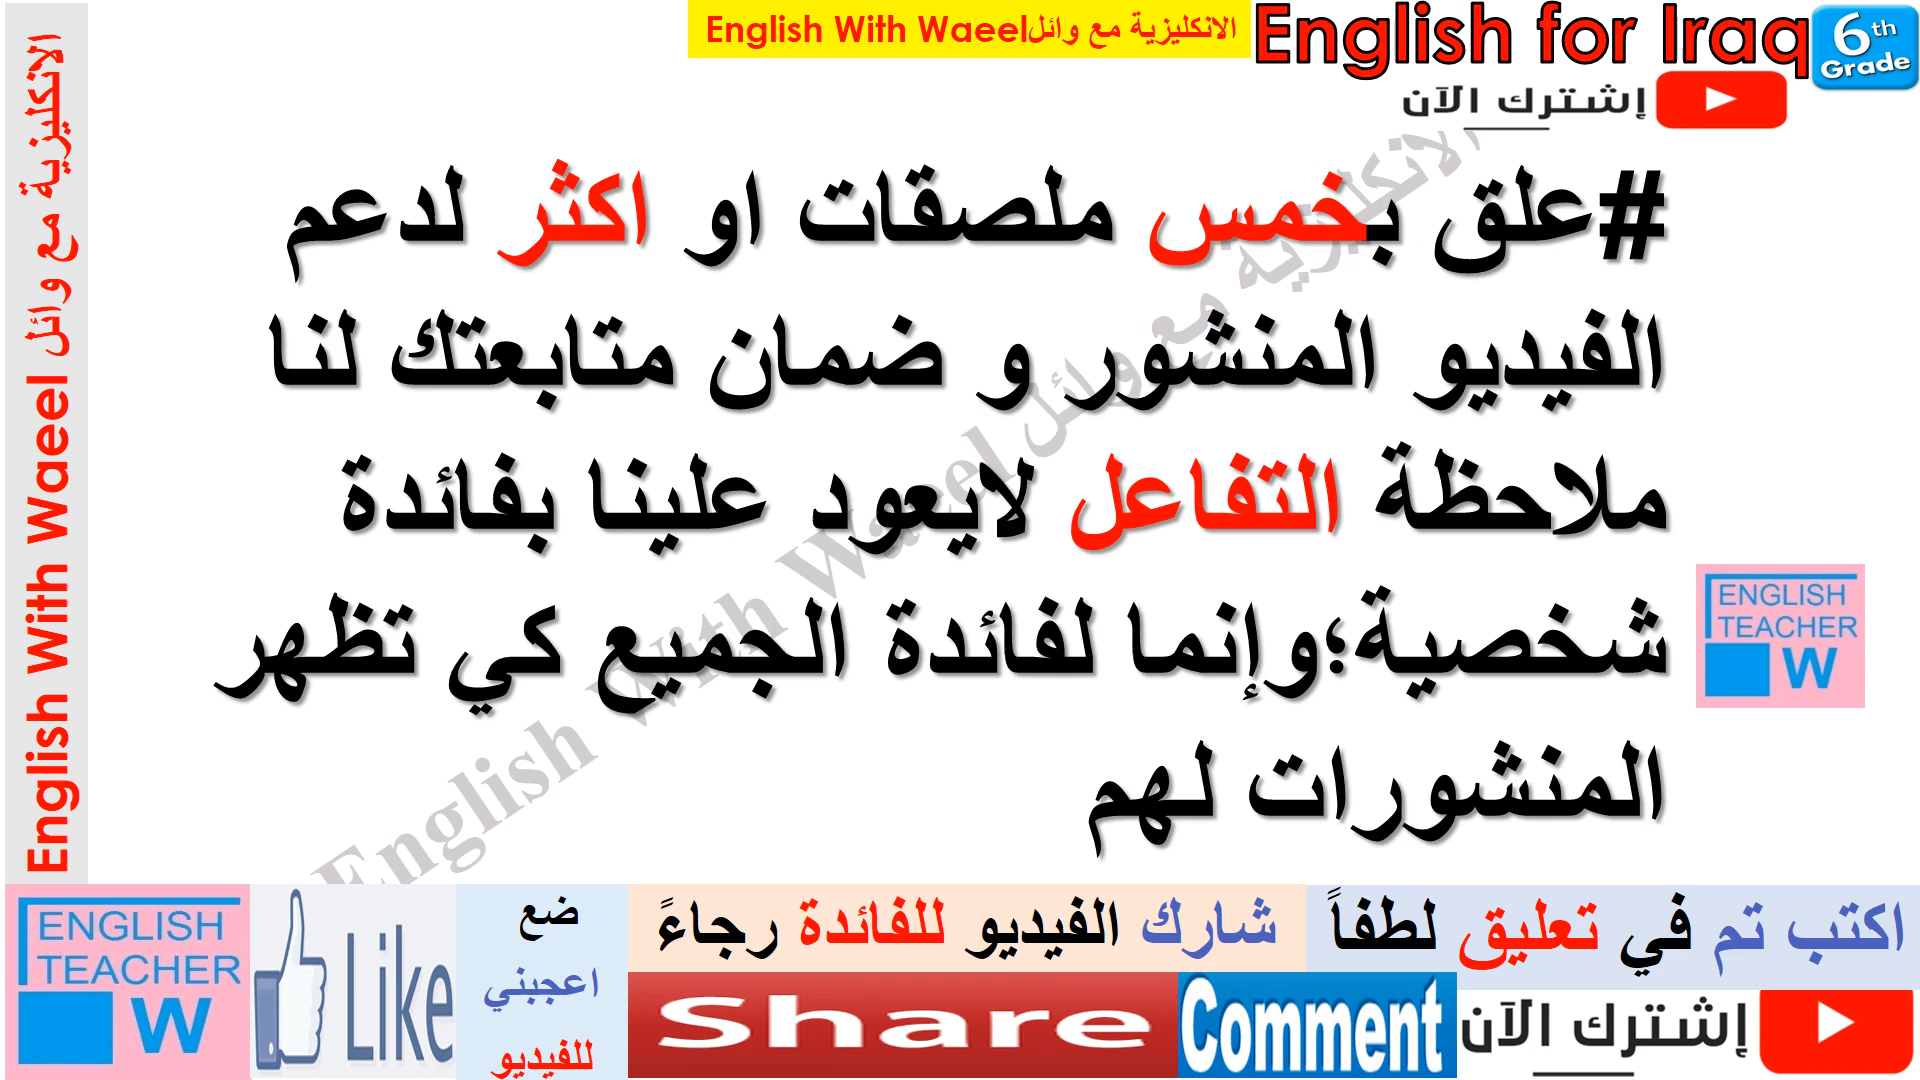 الانكليزية مع وائل English With Waeel
English With Waeelالانكليزية مع وائل
English for Iraq
6th
Grade
إشترك الآن
#علق بخمس ملصقات او اكثر لدعم
الفيديو المنشور و ضمان متابعتك لنا
ملاحظة التفاعل لايعود علينا بفائدة
شخصية؛وإنما لفائدة الجميع كي تظهر
المنشورات لهم
English With Waeel الانكليزية مع وائل
ENGLISH
TEACHER
W
اكتب تم في تعليق لطفاً
شارك الفيديو للفائدة رجاءً
ضع
اعجبني
للفيديو
ENGLISH
TEACHER
W
Like
Share
Comment
إشترك الآن